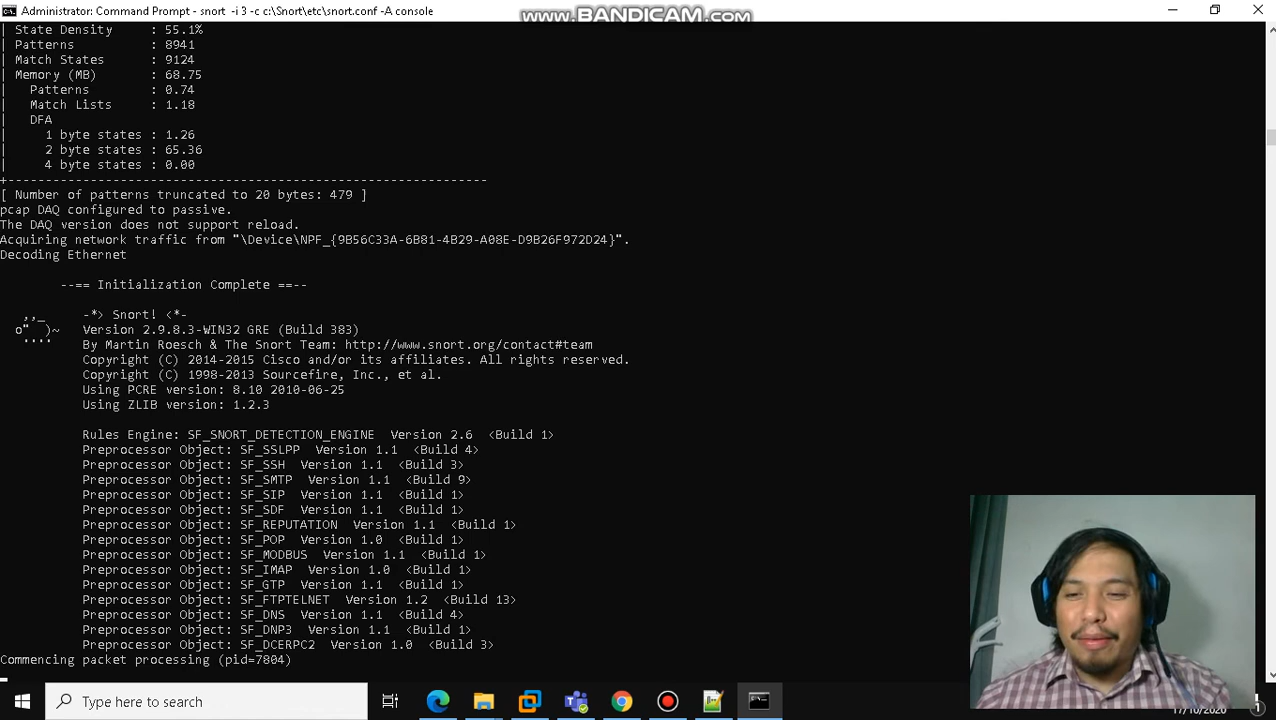 Administrator: Command Prompt - snort -i 3 -c c:\Snort\etc\snort.conf -A console
www.BANDICAM.com
| State Density : 55.1%
| Patterns : 8941
| Match States : 9124
| Memory (MB) : 68.75
| Patterns : 0.74
| Match Lists : 1.18
| DFA
| 1 byte states : 1.26
| 2 byte states : 65.36
| 4 byte states : 0.00
+----------------------------------------------------------------
[ Number of patterns truncated to 20 bytes: 479 ]
pcap DAQ configured to passive.
The DAQ version does not support reload.
Acquiring network traffic from "\Device\NPF_{9B56C33A-6B81-4B29-A08E-D9B26F972D24}".
Decoding Ethernet
--== Initialization Complete ==--
,,_ -*> Snort! <*-
o" )~ Version 2.9.8.3-WIN32 GRE (Build 383)
'''' By Martin Roesch & The Snort Team: http://www.snort.org/contact#team
Copyright (C) 2014-2015 Cisco and/or its affiliates. All rights reserved.
Copyright (C) 1998-2013 Sourcefire, Inc., et al.
Using PCRE version: 8.10 2010-06-25
Using ZLIB version: 1.2.3
Rules Engine: SF_SNORT_DETECTION_ENGINE Version 2.6 <Build 1>
Preprocessor Object: SF_SSLPP Version 1.1 <Build 4>
Preprocessor Object: SF_SSH Version 1.1 <Build 3>
Preprocessor Object: SF_SMTP Version 1.1 <Build 9>
Preprocessor Object: SF_SIP Version 1.1 <Build 1>
Preprocessor Object: SF_SDF Version 1.1 <Build 1>
Preprocessor Object: SF_REPUTATION Version 1.1 <Build 1>
Preprocessor Object: SF_POP Version 1.0 <Build 1>
Preprocessor Object: SF_MODBUS Version 1.1 <Build 1>
Preprocessor Object: SF_IMAP Version 1.0 <Build 1>
Preprocessor Object: SF_GTP Version 1.1 <Build 1>
Preprocessor Object: SF_FTPTELNET Version 1.2 <Build 13>
Preprocessor Object: SF_DNS Version 1.1 <Build 4>
Preprocessor Object: SF_DNP3 Version 1.1 <Build 1>
Preprocessor Object: SF_DCERPC2 Version 1.0 <Build 3>
Commencing packet processing (pid=7804)
Type here to search
17/10/2020